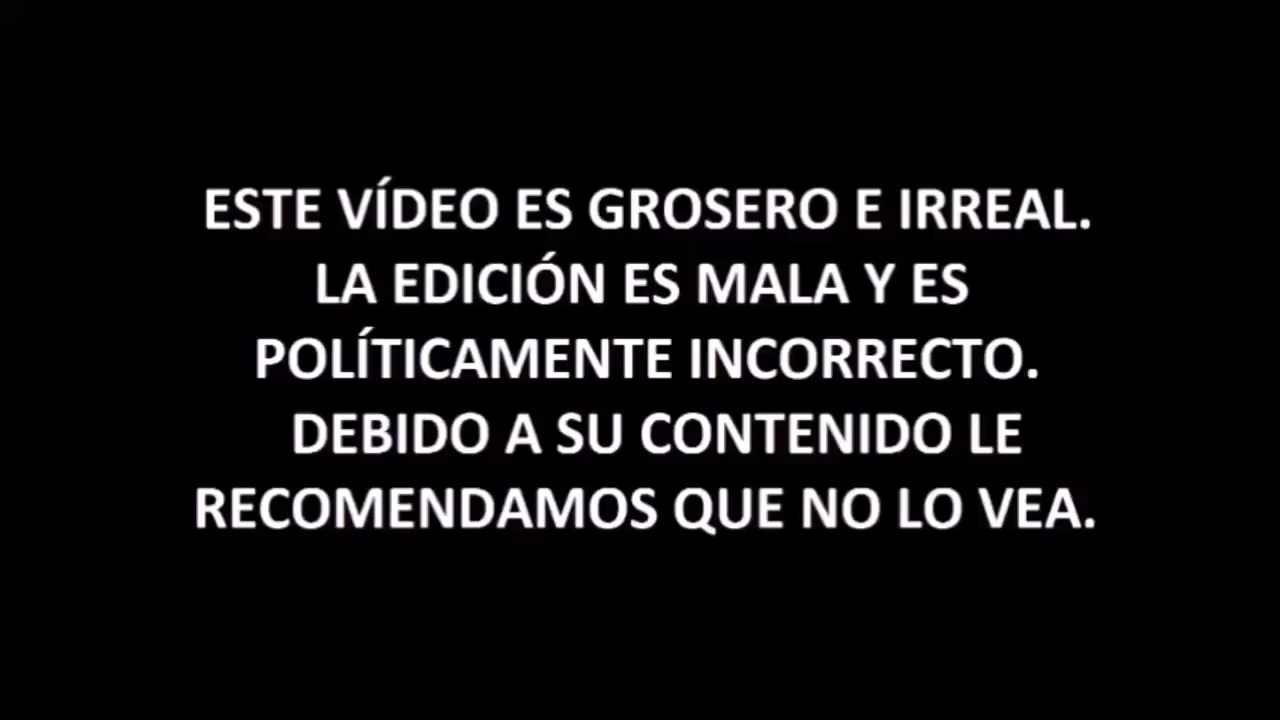 ESTE VÍDEO ES GROSERO E IRREAL.
LA EDICIÓN ES MALA Y ES
POLÍTICAMENTE INCORRECTO.
DEBIDO A SU CONTENIDO LE
RECOMENDAMOS QUE NO LO VEA.